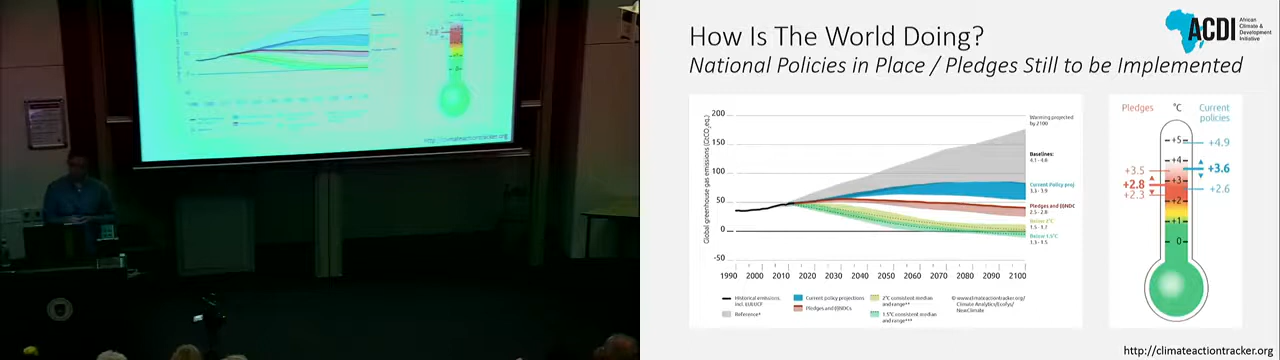 How Is The World Doing?
National Policies in Place / Pledges Still to be Implemented
ACDI
African
Climate &
Development
Initiative
Global greenhouse gas emissions (GtCO₂eq.)
200
150
100
50
0
-50
1990 2000 2010 2020 2030 2040 2050 2060 2070 2080 2090 2100
Warming projected
by 2100
Baselines:
4.1 - 4.8
Current Policy proj
3.3 - 3.9
Pledges and (I)NDC
Below 2°C
1.5 - 1.7
Below 1.5°C
1.3 - 1.5
Historical emissions,
incl. LULUCF
Reference*
Current policy projections
Pledges and (I)NDCs
2°C consistent median
and range**
1.5°C consistent median
and range***
© www.climateactiontracker.org/
Climate Analytics/Ecofys/
NewClimate
Pledges °C Current
policies
+5
+4
+3
+2
+1
0
+3.5
+2.8
+2.3
+4.9
+3.6
+2.6
http://climateactiontracker.org
+2.8
http://climateactiontracker.org